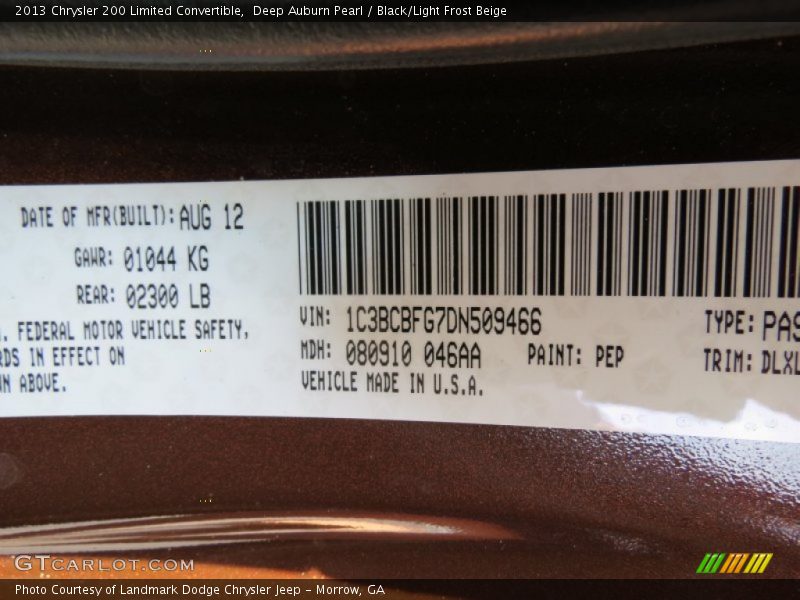 2013 Chrysler 200 Limited Convertible,  Deep Auburn Pearl / Black/Light Frost Beige
DATE OF MFR(BUILT): AUG 12
GAWR: 01044 KG
REAR: 02300 LB
FEDERAL MOTOR VEHICLE SAFETY,
IN EFFECT ON
ABOVE.
VIN: 1C3BCBFG7DN509466
TYPE: PAS
MDH: 080910 046AA
PAINT: PEP
TRIM: DLXL
VEHICLE MADE IN U.S.A.
GTCARLOT.COM
Photo Courtesy of Landmark Dodge Chrysler Jeep – Morrow, GA